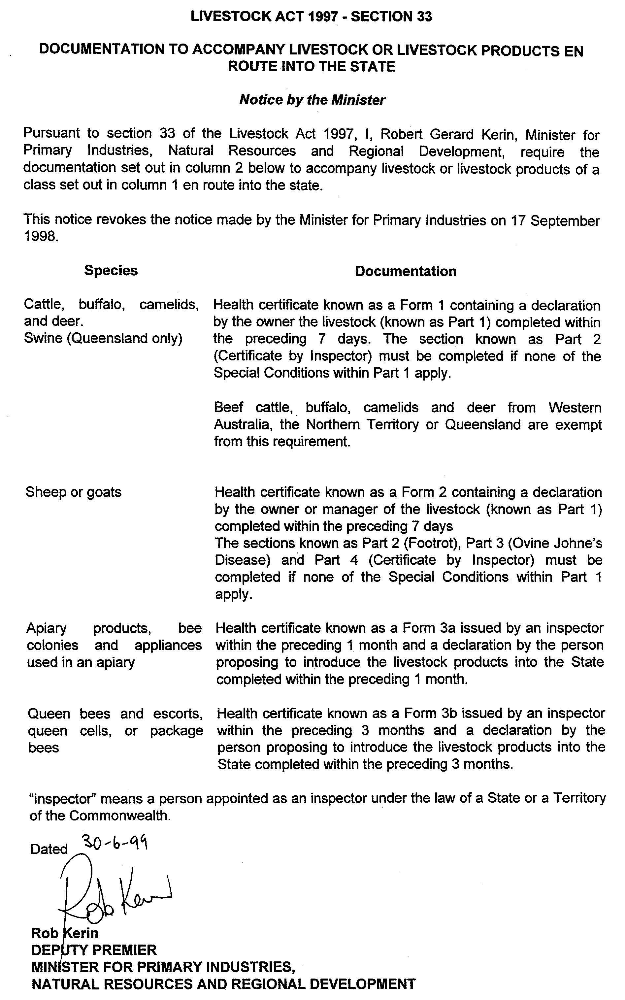 LIVESTOCK ACT 1997 - SECTION 33
DOCUMENTATION TO ACCOMPANY LIVESTOCK OR LIVESTOCK PRODUCTS EN
ROUTE INTO THE STATE
Notice by the Minister
Pursuant to section 33 of the Livestock Act 1997, I, Robert Gerard Kerin, Minister for
Primary Industries, Natural Resources and Regional Development, require the
documentation set out in column 2 below to accompany livestock or livestock products of a
class set out in column 1 en route into the state.
This notice revokes the notice made by the Minister for Primary Industries on 17 September
1998.
Species
Documentation
Cattle, buffalo, camelids,
and deer.
Swine (Queensland only)
Health certificate known as a Form 1 containing a declaration
by the owner the livestock (known as Part 1) completed within
the preceding 7 days. The section known as Part 2
(Certificate by Inspector) must be completed if none of the
Special Conditions within Part 1 apply.
Beef cattle, buffalo, camelids and deer from Western
Australia, the Northern Territory or Queensland are exempt
from this requirement.
Sheep or goats
Health certificate known as a Form 2 containing a declaration
by the owner or manager of the livestock (known as Part 1)
completed within the preceding 7 days
The sections known as Part 2 (Footrot), Part 3 (Ovine Johne's
Disease) and Part 4 (Certificate by Inspector) must be
completed if none of the Special Conditions within Part 1
apply.
Apiary products, bee
colonies and appliances
used in an apiary
Health certificate known as a Form 3a issued by an inspector
within the preceding 1 month and a declaration by the person
proposing to introduce the livestock products into the State
completed within the preceding 1 month.
Queen bees and escorts,
queen cells, or package
bees
Health certificate known as a Form 3b issued by an inspector
within the preceding 3 months and a declaration by the
person proposing to introduce the livestock products into the
State completed within the preceding 3 months.
“inspector” means a person appointed as an inspector under the law of a State or a Territory
of the Commonwealth.
Dated 30-6-99
Rob Kerin
Rob Kerin
DEPUTY PREMIER
MINISTER FOR PRIMARY INDUSTRIES,
NATURAL RESOURCES AND REGIONAL DEVELOPMENT